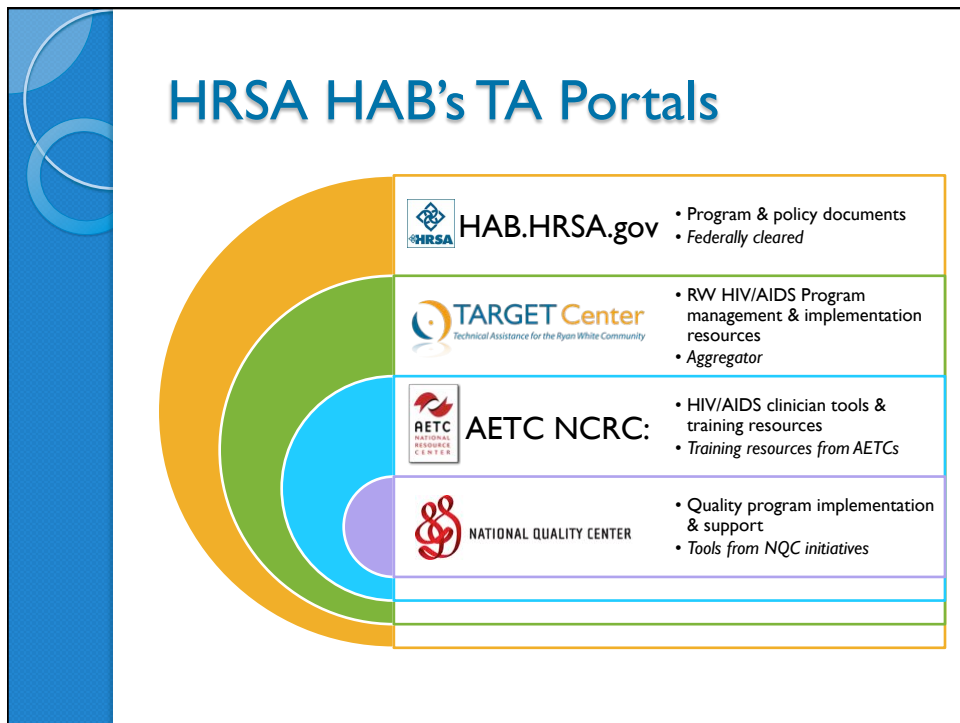 HRSA HAB's TA Portals
HRSA
HAB.HRSA.gov
• Program & policy documents
• Federally cleared
TARGET Center
Technical Assistance for the Ryan White Community
• RW HIV/AIDS Program
management & implementation
resources
• Aggregator
AETC
NATIONAL
RESOURCE
CENTER
AETC NCRC:
• HIV/AIDS clinician tools &
training resources
• Training resources from AETCs
NATIONAL QUALITY CENTER
• Quality program implementation
& support
• Tools from NQC initiatives